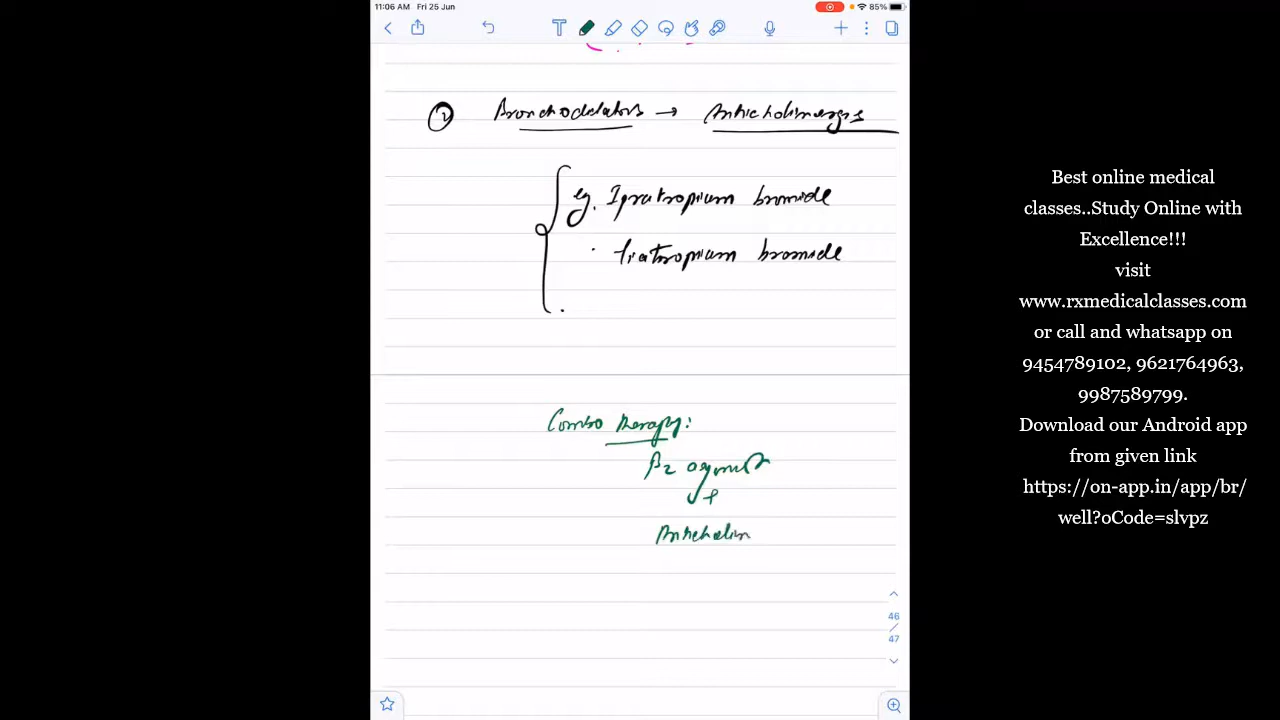 11:06 AM Fri 25 Jun
85%
② Bronchodilators → Anticholinergics
eg. Ipratropium bromide
· Tiatropium bromide
Combo therapy:
β2 agonist
+
Anticholin
46
/
47
Best online medical
classes..Study Online with
Excellence!!!
visit
www.rxmedicalclasses.com
or call and whatsapp on
9454789102, 9621764963,
9987589799.
Download our Android app
from given link
https://on-app.in/app/br/
well?oCode=slvpz